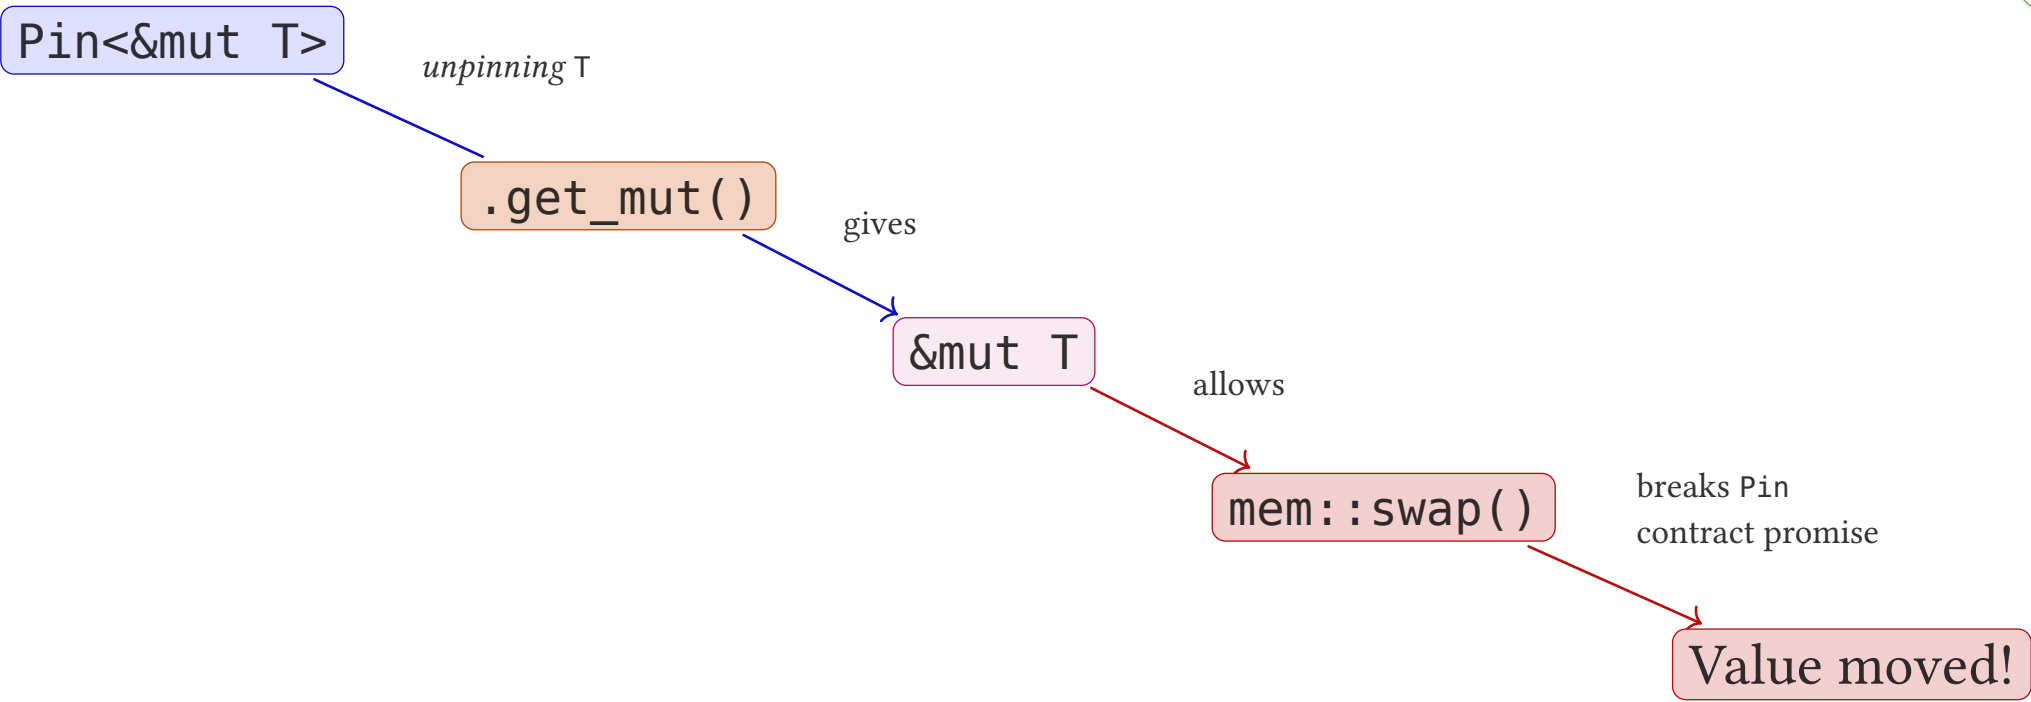 Pin<&mut T>
unpinning T
.get_mut()
gives
&mut T
allows
mem::swap()
breaks Pin
contract promise
Value moved!